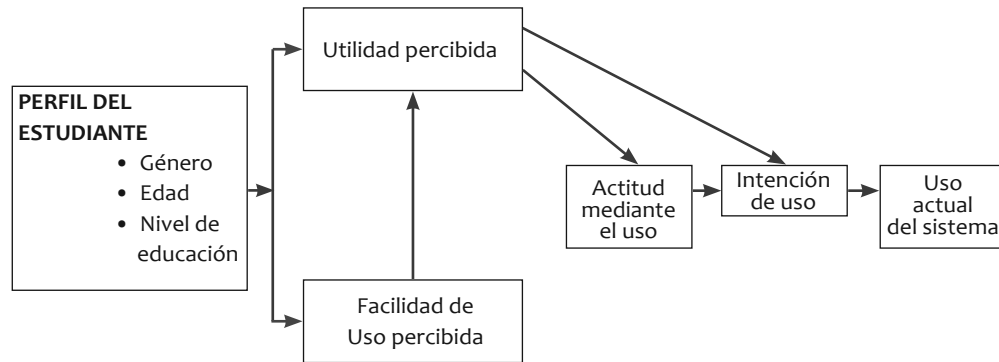 Utilidad percibida
PERFIL DEL
ESTUDIANTE
• Género
• Edad
• Nivel de
educación
Actitud
mediante
el uso
Intención
de uso
Uso
actual
del sistema
Facilidad de
Uso percibida